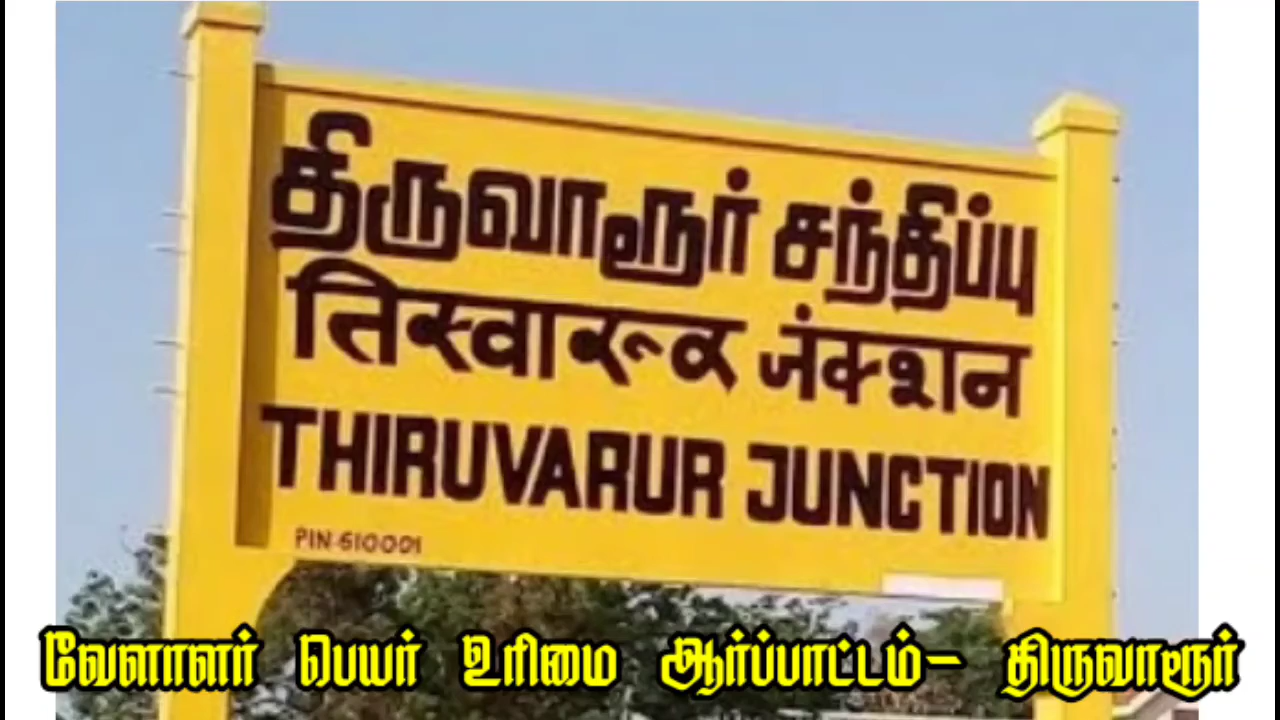 திருவாரூர் சந்திப்பு
तिरुवारूर जंक्शन
THIRUVARUR JUNCTION
PIN-610001
வேளாளர் பெயர் உரிமை ஆர்ப்பாட்டம்- திருவாரூர்